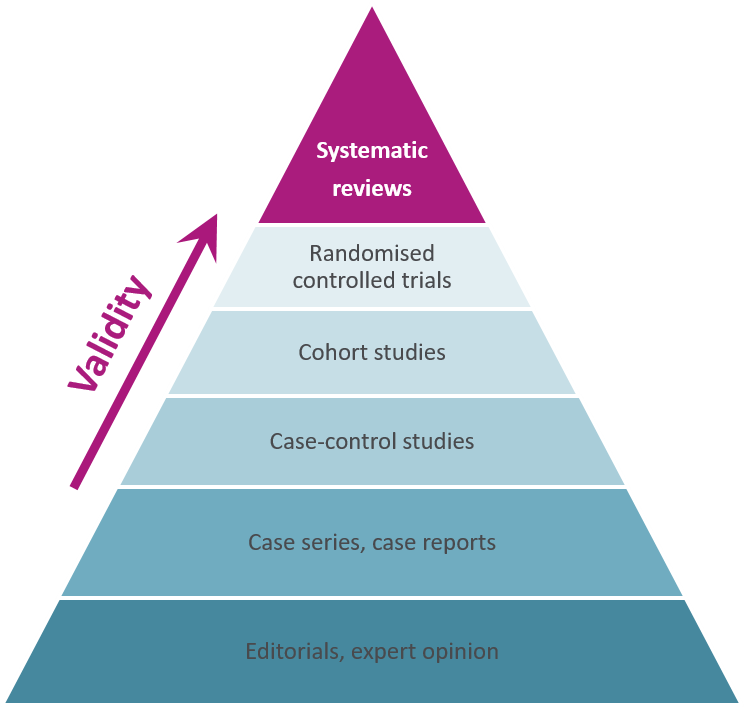 Systematic
reviews
Randomised
controlled trials
Cohort studies
Case-control studies
Case series, case reports
Editorials, expert opinion
Validity